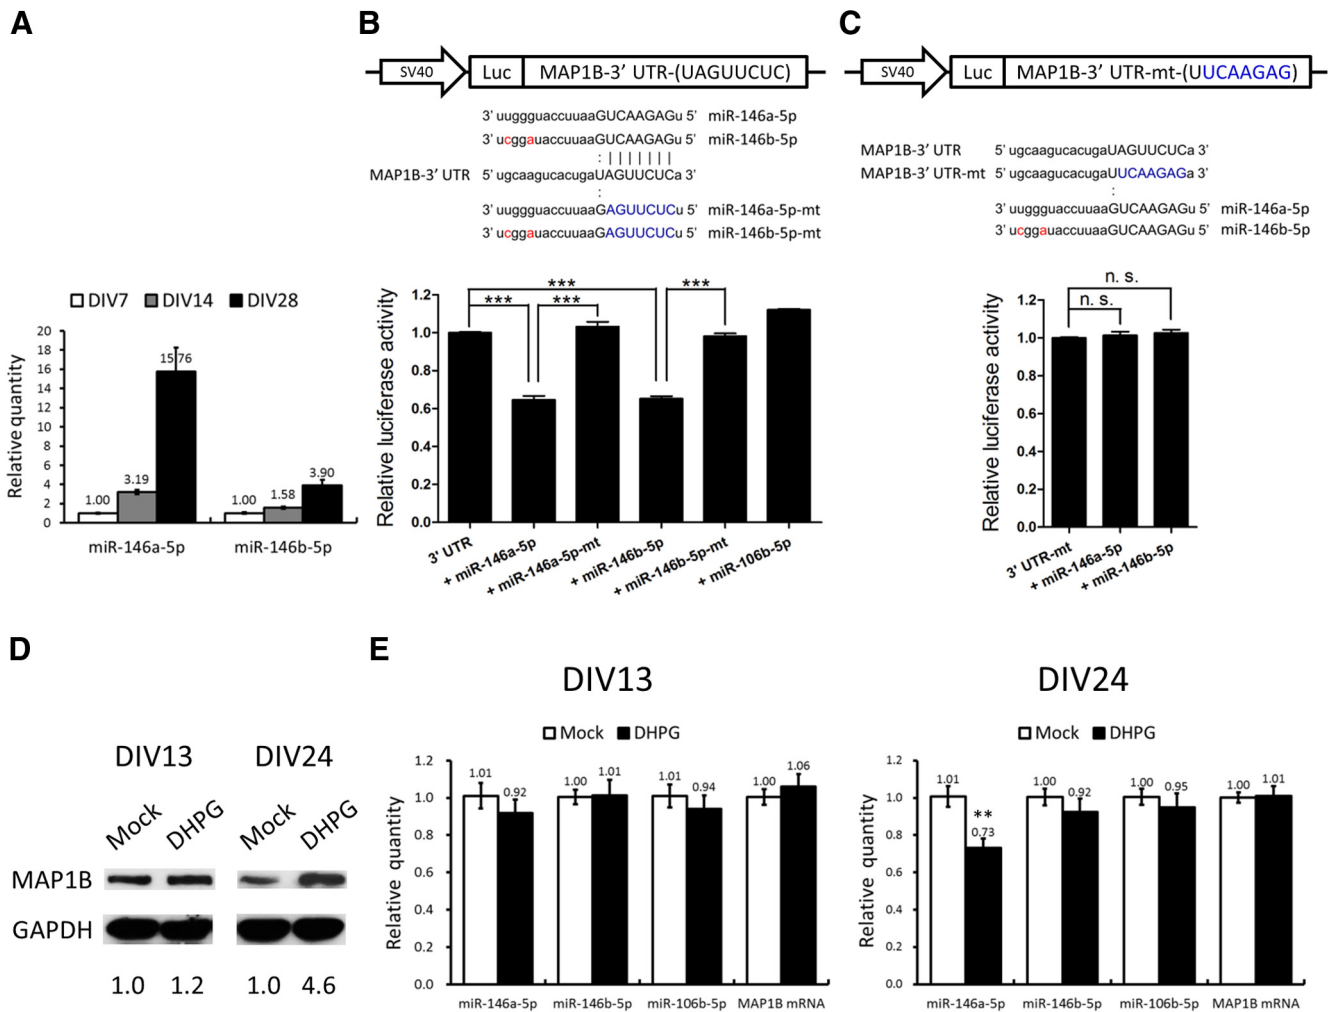 A
B
C
SV40 Luc MAP1B-3' UTR-(UAGUUCUC)
3' uuggguaccuuaaGUCAAGAGu 5' miR-146a-5p
3' ucggauaccuuaaGUCAAGAGu 5' miR-146b-5p
: | | | | | | |
MAP1B-3' UTR 5' ugcaagucacugaUAGUUCUCa 3'
:
3' uuggguaccuuaaGAGUUCUCu 5' miR-146a-5p-mt
3' ucggauaccuuaaGAGUUCUCu 5' miR-146b-5p-mt
SV40 Luc MAP1B-3' UTR-mt-(UUCAAGAG)
MAP1B-3' UTR 5' ugcaagucacugaUAGUUCUCa 3'
MAP1B-3' UTR-mt 5' ugcaagucacugaUUCAAGAGa 3'
:
3' uuggguaccuuaaGUCAAGAGu 5' miR-146a-5p
3' ucggauaccuuaaGUCAAGAGu 5' miR-146b-5p
DIV7 DIV14 DIV28
Relative quantity
20
18
16
14
12
10
8
6
4
2
0
1.00 3.19 15.76 1.00 1.58 3.90
miR-146a-5p miR-146b-5p
Relative luciferase activity
1.2
1.0
0.8
0.6
0.4
0.2
0.0
***
*** *** ***
3' UTR
+ miR-146a-5p
+ miR-146a-5p-mt
+ miR-146b-5p
+ miR-146b-5p-mt
+ miR-106b-5p
Relative luciferase activity
1.2
1.0
0.8
0.6
0.4
0.2
0.0
n. s.
n. s.
3' UTR-mt
+ miR-146a-5p
+ miR-146b-5p
D
DIV13 DIV24
Mock DHPG Mock DHPG
MAP1B
GAPDH
1.0 1.2 1.0 4.6
E
DIV13
Mock DHPG
Relative quantity
1.2
1.0
0.8
0.6
0.4
0.2
0.0
1.01 0.92 1.00 1.01 1.01 0.94 1.00 1.06
miR-146a-5p miR-146b-5p miR-106b-5p MAP1B mRNA
DIV24
Mock DHPG
Relative quantity
1.2
1.0
0.8
0.6
0.4
0.2
0.0
1.01 ** 0.73 1.00 0.92 1.00 0.95 1.00 1.01
miR-146a-5p miR-146b-5p miR-106b-5p MAP1B mRNA